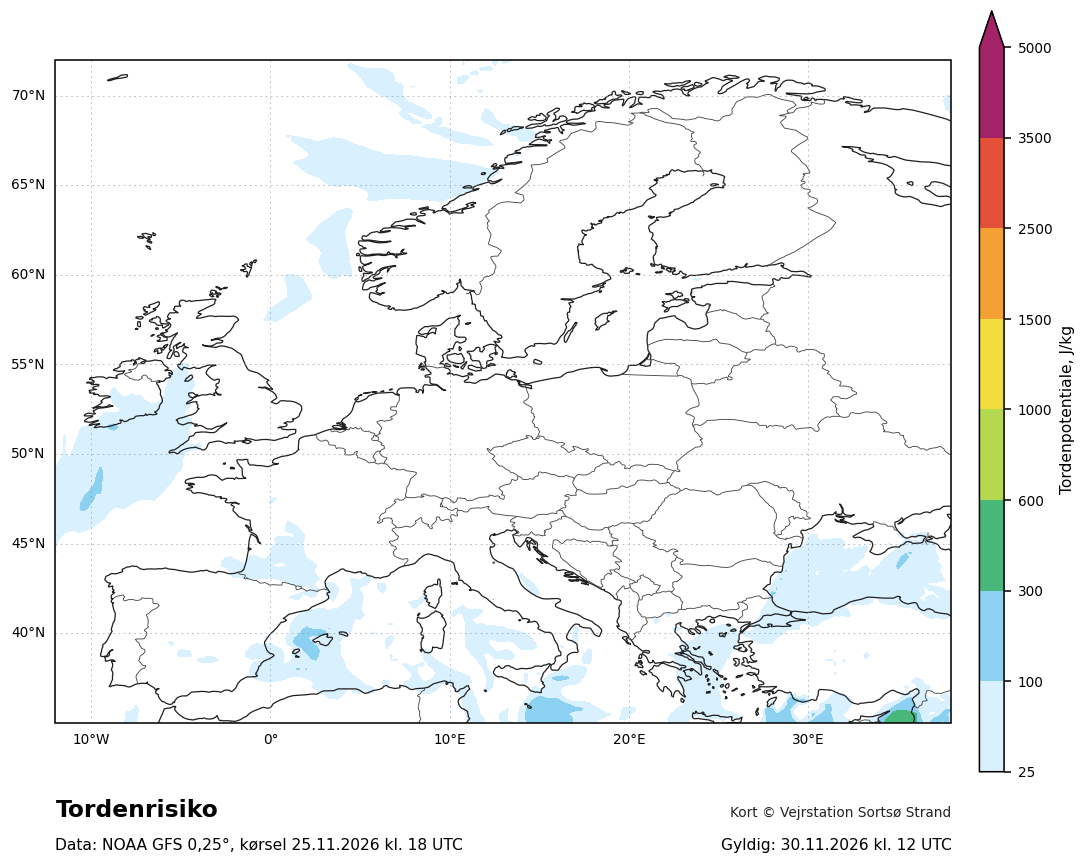 70°N
65°N
60°N
55°N
50°N
45°N
40°N
10°W
0°
10°E
20°E
30°E
5000
3500
2500
1500
1000
600
300
100
25
Tordenpotentiale, J/kg
Tordenrisiko
Kort © Vejrstation Sortsø Strand
Data: NOAA GFS 0,25°, kørsel 25.11.2026 kl. 18 UTC
Gyldig: 30.11.2026 kl. 12 UTC